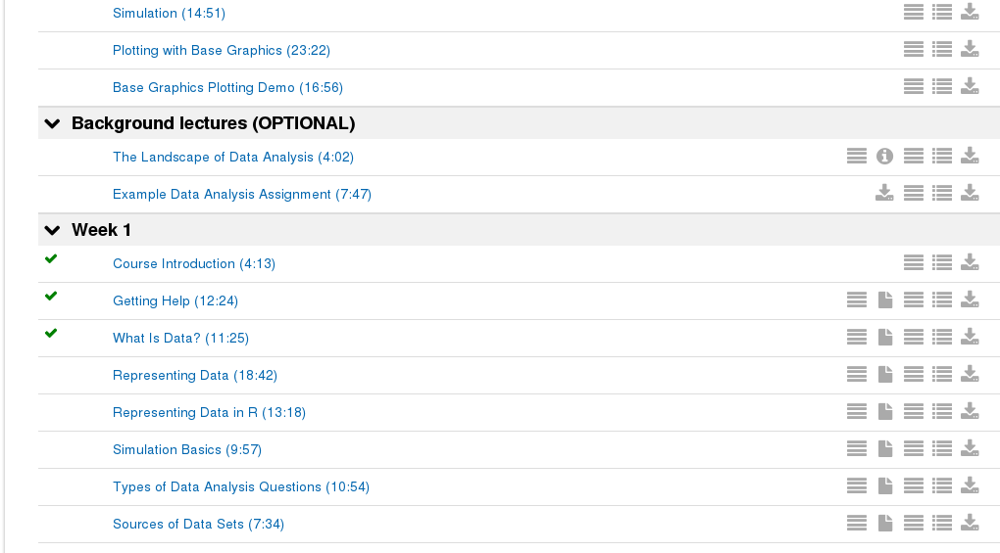 Simulation (14:51)
Plotting with Base Graphics (23:22)
Base Graphics Plotting Demo (16:56)
Background lectures (OPTIONAL)
The Landscape of Data Analysis (4:02)
Example Data Analysis Assignment (7:47)
Week 1
Course Introduction (4:13)
Getting Help (12:24)
What Is Data? (11:25)
Representing Data (18:42)
Representing Data in R (13:18)
Simulation Basics (9:57)
Types of Data Analysis Questions (10:54)
Sources of Data Sets (7:34)